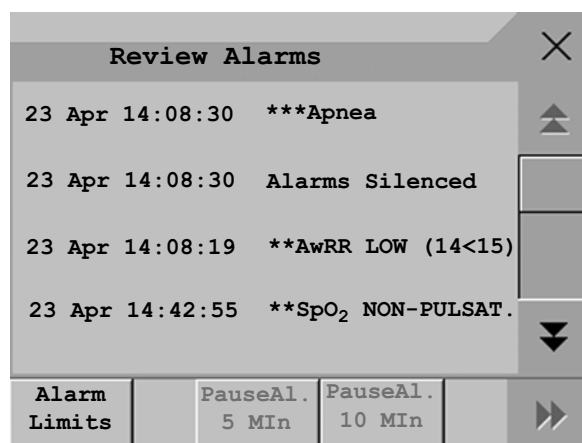 Review Alarms
23 Apr 14:08:30 ***Apnea
23 Apr 14:08:30 Alarms Silenced
23 Apr 14:08:19 **AwRR LOW (14<15)
23 Apr 14:42:55 **SpO₂ NON-PULSAT.
Alarm Limits
PauseAl. 5 MIn
PauseAl. 10 MIn